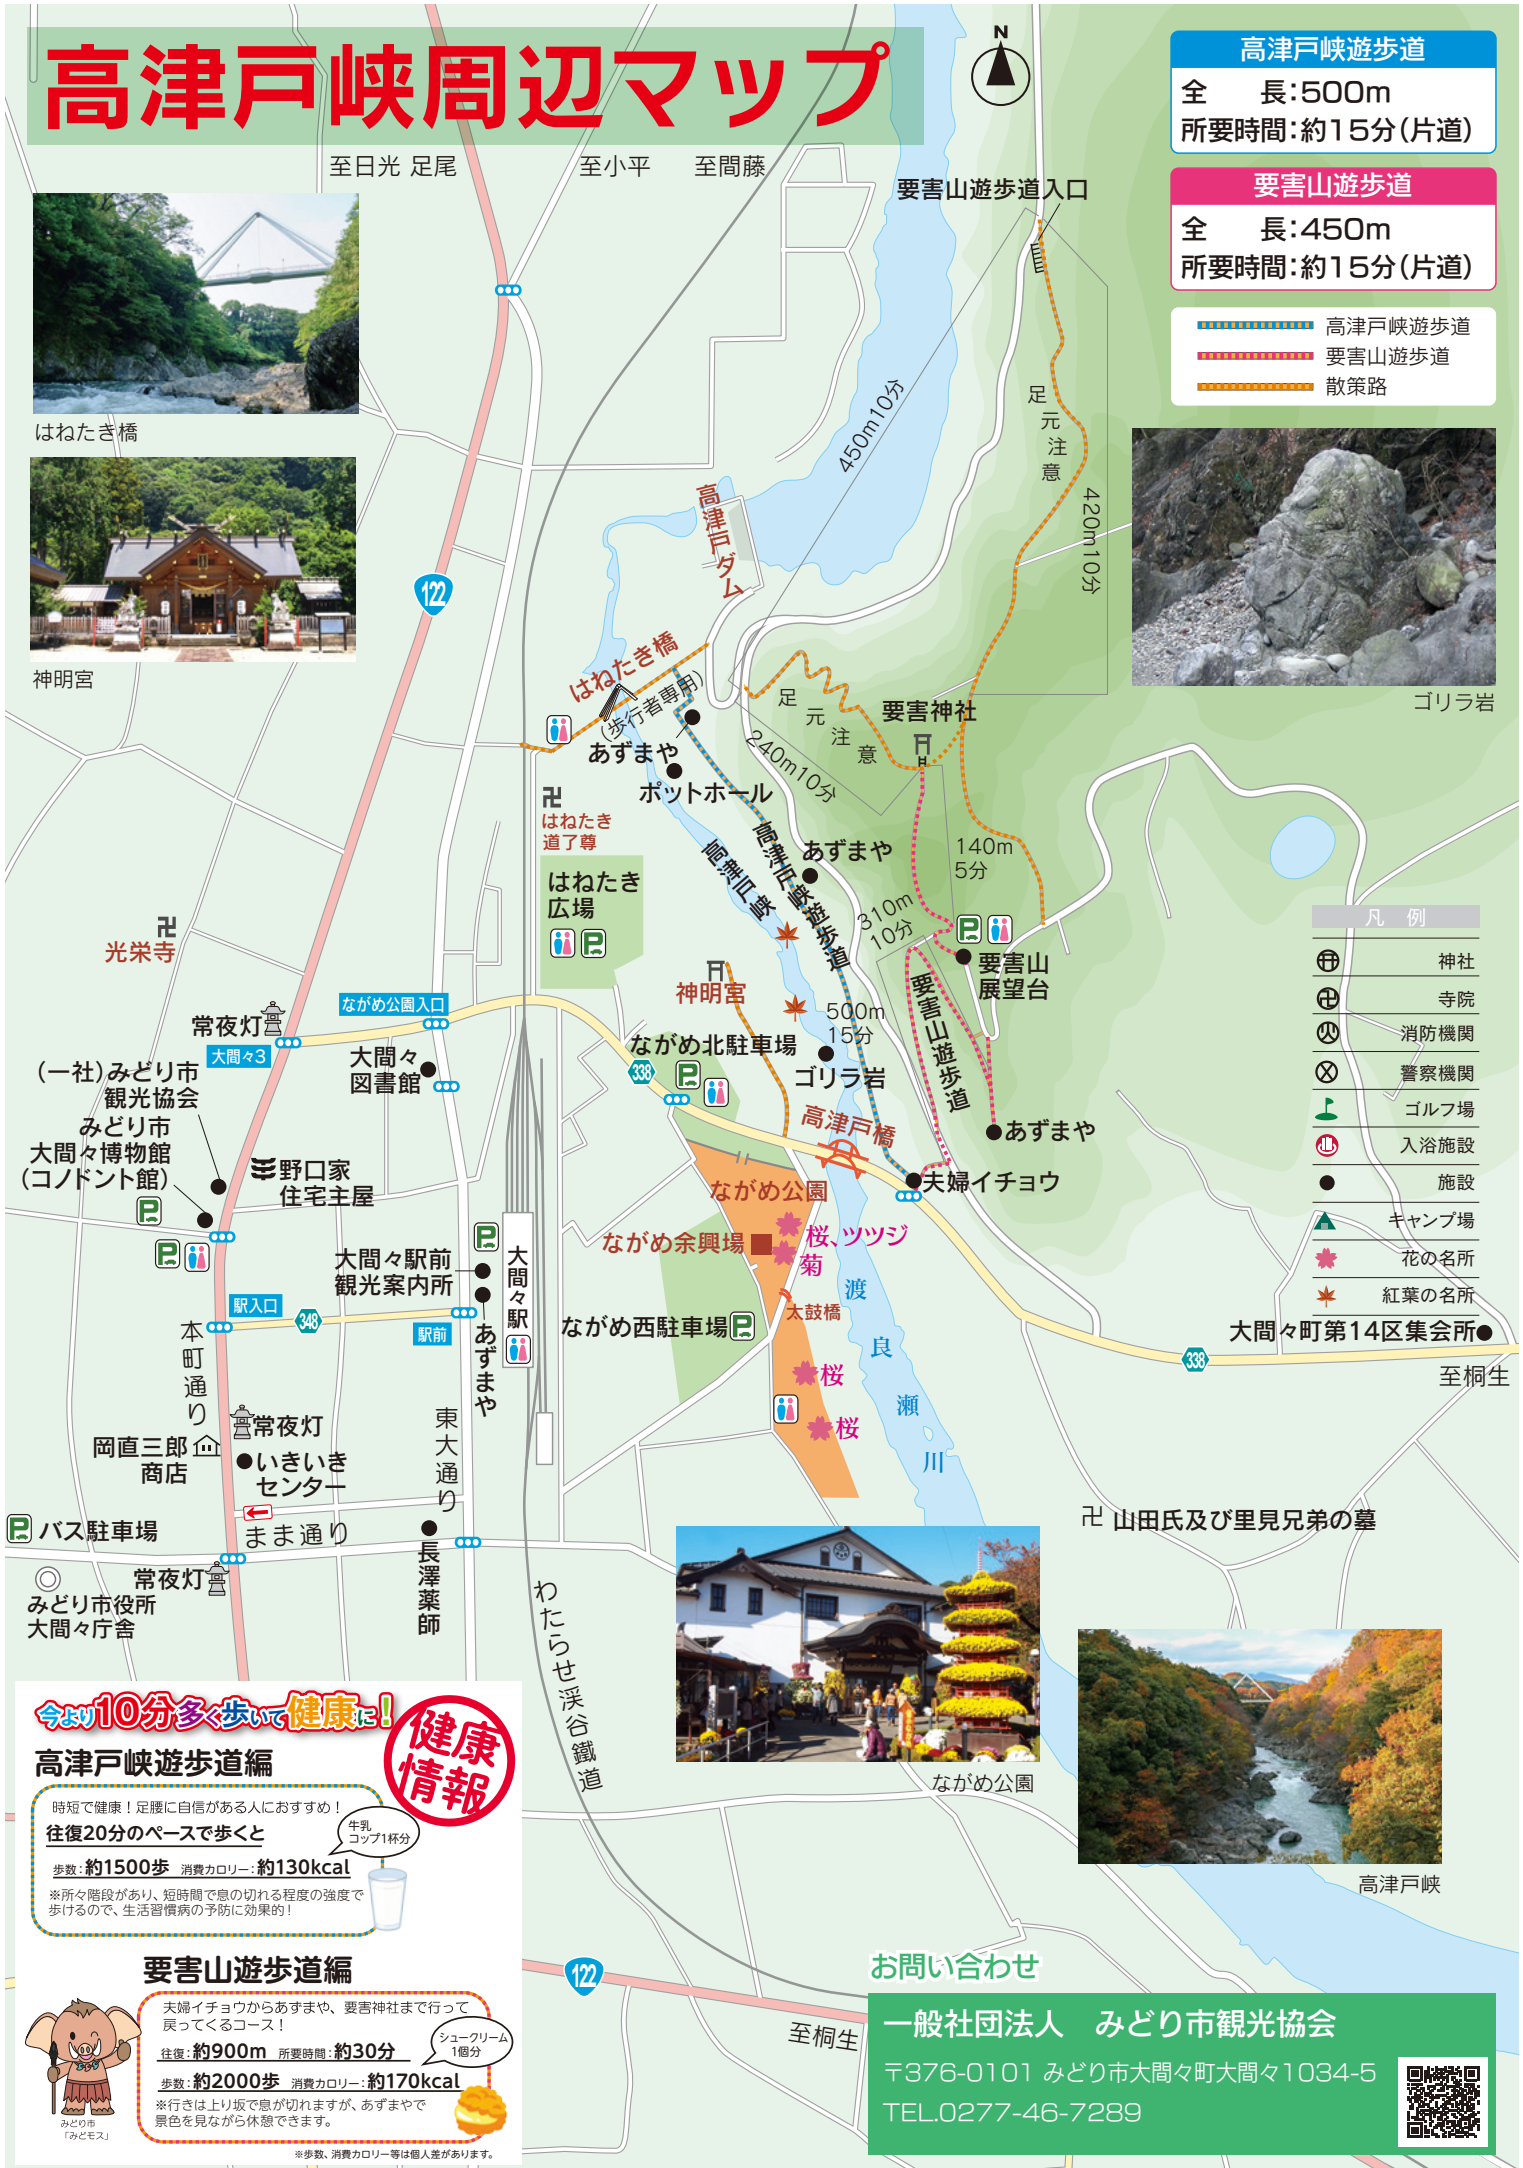 高津戸峡周辺マップ
N
高津戸峡遊歩道
全　長:500m
所要時間:約15分(片道)
要害山遊歩道
全　長:450m
所要時間:約15分(片道)
高津戸峡遊歩道
要害山遊歩道
散策路
至日光 足尾
至小平
至間藤
要害山遊歩道入口
はねたき橋
神明宮
ゴリラ岩
450m10分
足元注意
420m10分
高津戸ダム
122
はねたき橋
(歩行者専用)
あずまや
ポットホール
足元注意
240m10分
要害神社
はねたき
道了尊
はねたき
広場
高津戸峡
高津戸峡遊歩道
あずまや
310m
10分
140m
5分
要害山
展望台
要害山遊歩道
光栄寺
神明宮
500m
15分
ゴリラ岩
ながめ公園入口
常夜灯
大間々3
大間々
図書館
338
ながめ北駐車場
高津戸橋
あずまや
夫婦イチョウ
(一社)みどり市
観光協会
みどり市
大間々博物館
(コノドント館)
野口家
住宅主屋
ながめ公園
ながめ余興場
桜、ツツジ
菊
太鼓橋
大間々駅前
観光案内所
大間々駅
あずまや
ながめ西駐車場
駅入口
348
駅前
桜
桜
渡良瀬川
本町通り
東大通り
常夜灯
岡直三郎
商店
いきいき
センター
まま通り
バス駐車場
常夜灯
みどり市役所
大間々庁舎
長澤薬師
わたらせ渓谷鐵道
凡 例
神社
寺院
消防機関
警察機関
ゴルフ場
入浴施設
施設
キャンプ場
花の名所
紅葉の名所
大間々町第14区集会所
338
至桐生
山田氏及び里見兄弟の墓
ながめ公園
高津戸峡
今より10分多く歩いて健康に!
健康
情報
高津戸峡遊歩道編
時短で健康!足腰に自信がある人におすすめ!
往復20分のペースで歩くと
歩数:約1500歩 消費カロリー:約130kcal
※所々階段があり、短時間で息の切れる程度の強度で
歩けるので、生活習慣病の予防に効果的!
牛乳
コップ1杯分
要害山遊歩道編
夫婦イチョウからあずまや、要害神社まで行って
戻ってくるコース!
往復:約900m 所要時間:約30分
歩数:約2000歩 消費カロリー:約170kcal
※行きは上り坂で息が切れますが、あずまやで
景色を見ながら休憩できます。
シュークリーム
1個分
みどり市
「みどモス」
※歩数、消費カロリー等は個人差があります。
122
至桐生
お問い合わせ
一般社団法人　みどり市観光協会
〒376-0101 みどり市大間々町大間々1034-5
TEL.0277-46-7289